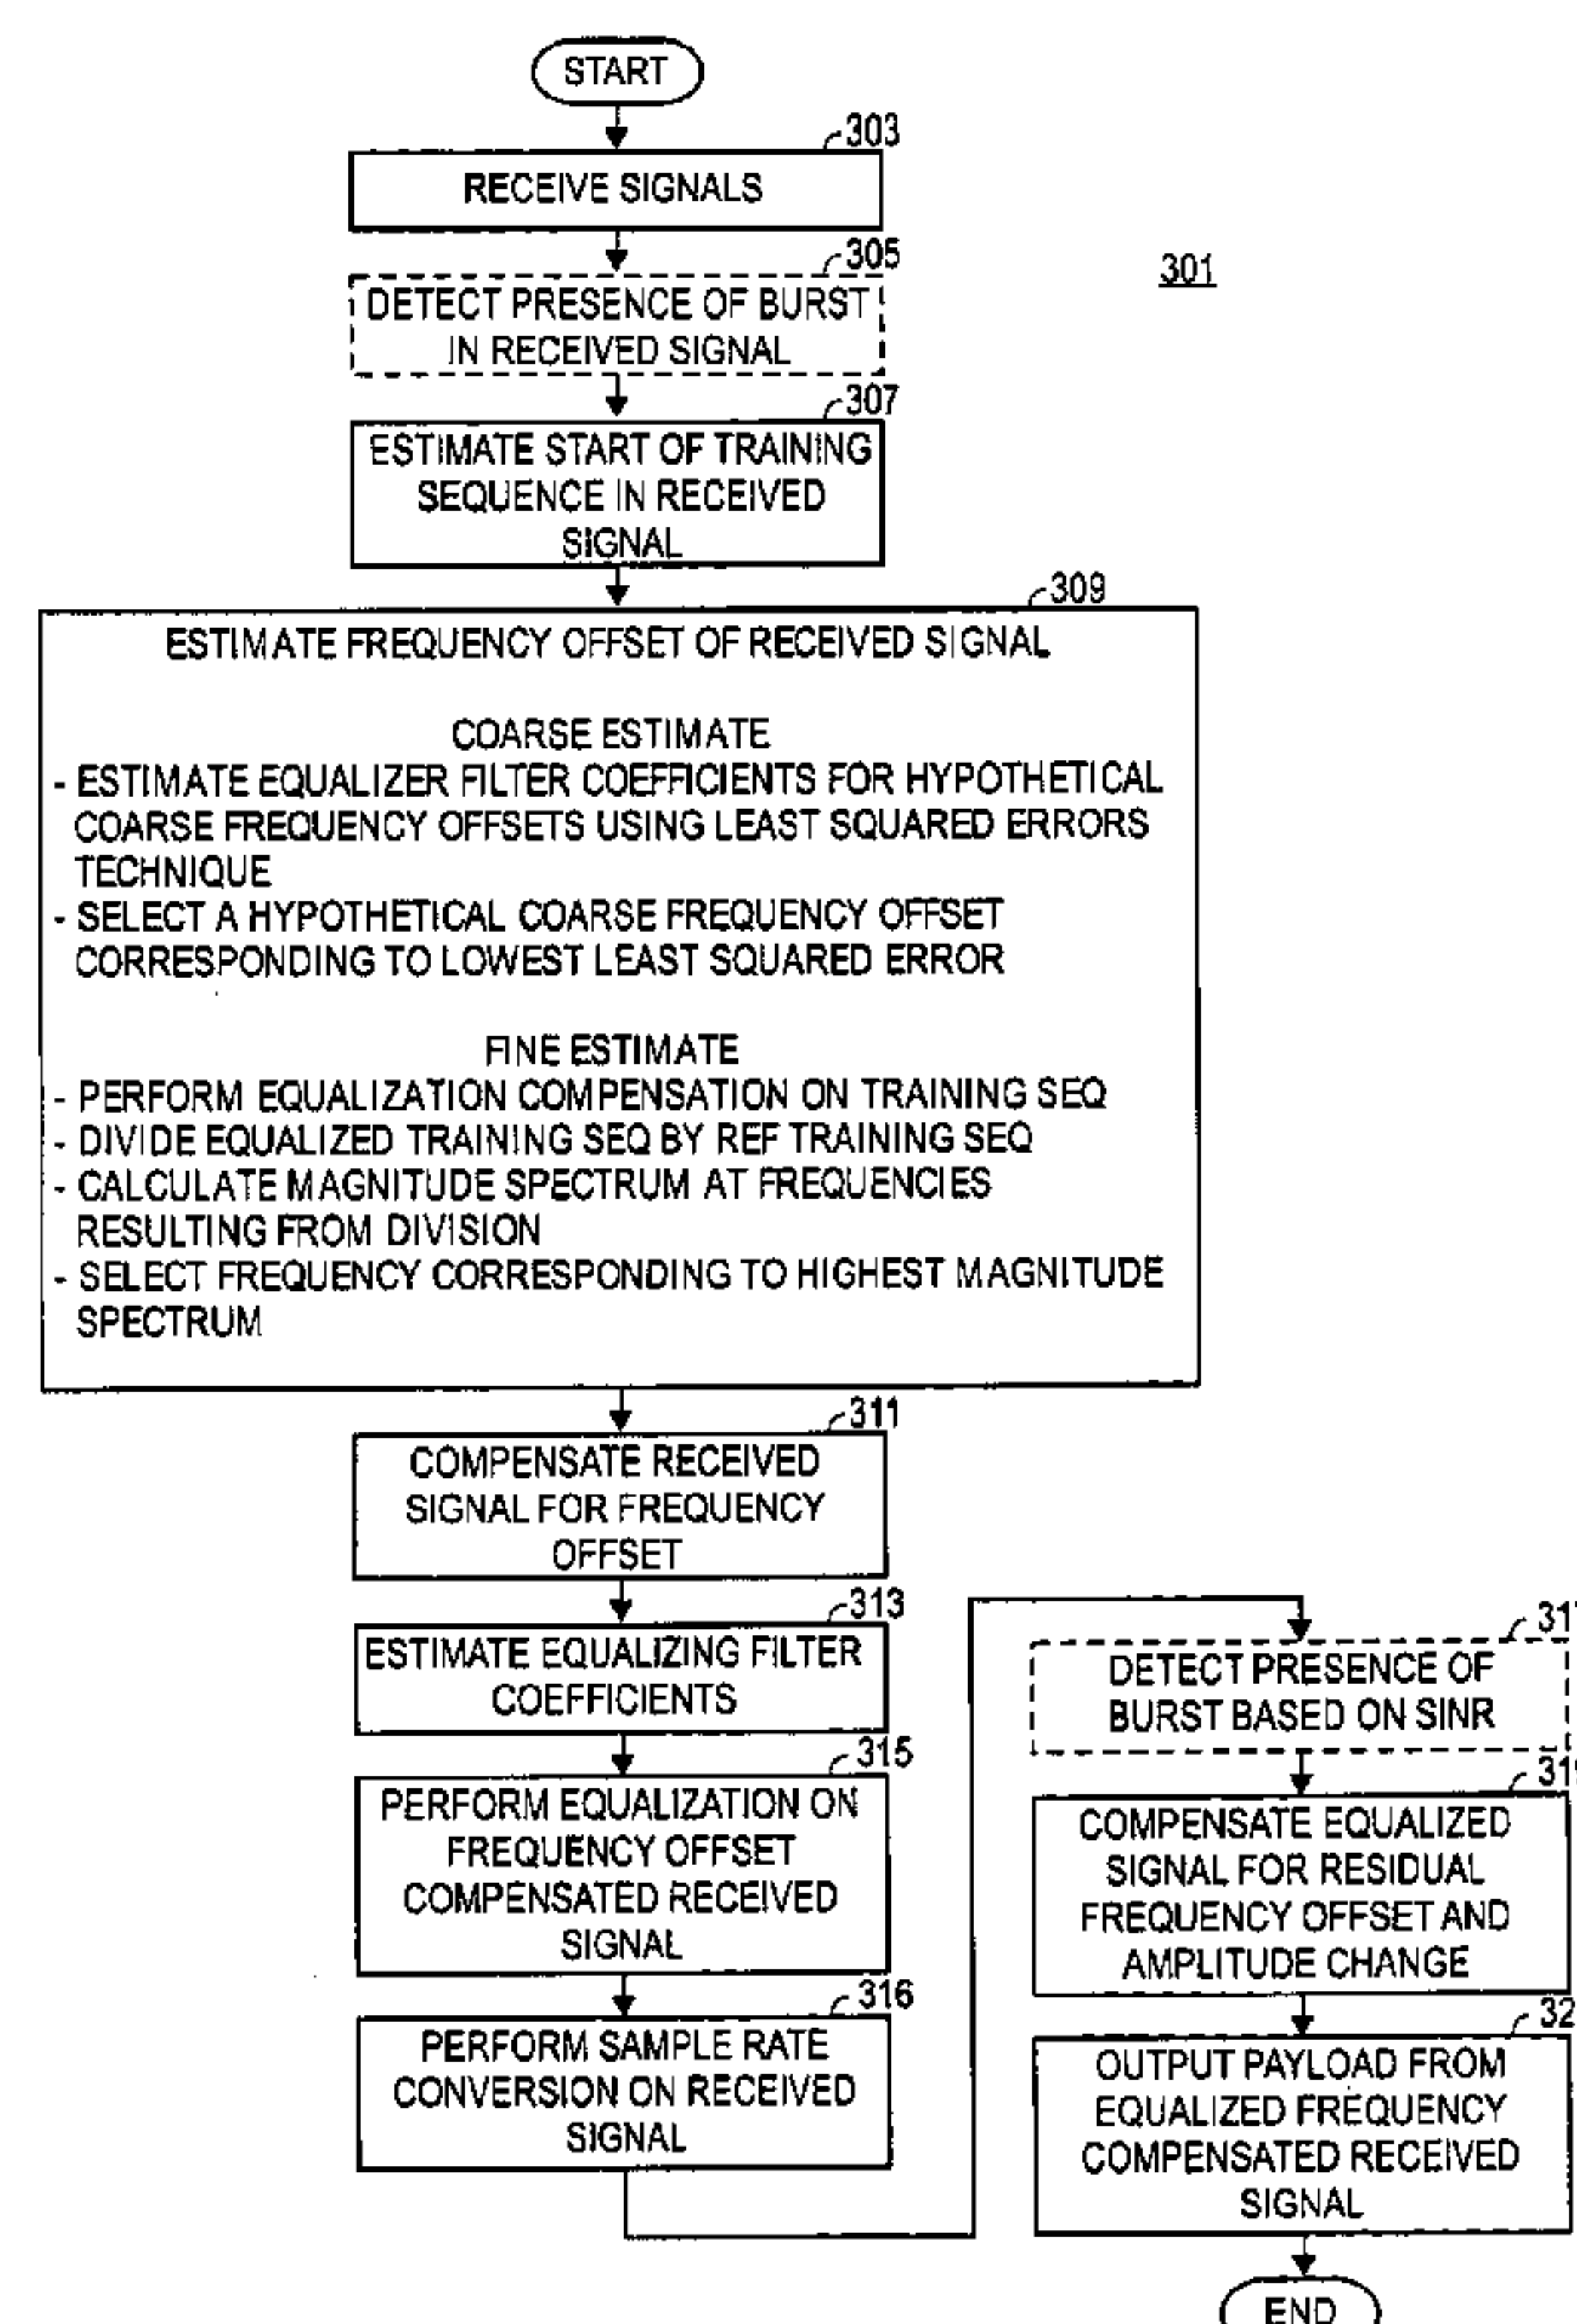 START
303
RECEIVE SIGNALS
305
301
DETECT PRESENCE OF BURST
IN RECEIVED SIGNAL
307
ESTIMATE START OF TRAINING
SEQUENCE IN RECEIVED
SIGNAL
309
ESTIMATE FREQUENCY OFFSET OF RECEIVED SIGNAL
COARSE ESTIMATE
- ESTIMATE EQUALIZER FILTER COEFFICIENTS FOR HYPOTHETICAL
COARSE FREQUENCY OFFSETS USING LEAST SQUARED ERRORS
TECHNIQUE
- SELECT A HYPOTHETICAL COARSE FREQUENCY OFFSET
CORRESPONDING TO LOWEST LEAST SQUARED ERROR
FINE ESTIMATE
- PERFORM EQUALIZATION COMPENSATION ON TRAINING SEQ
- DIVIDE EQUALIZED TRAINING SEQ BY REF TRAINING SEQ
- CALCULATE MAGNITUDE SPECTRUM AT FREQUENCIES
RESULTING FROM DIVISION
- SELECT FREQUENCY CORRESPONDING TO HIGHEST MAGNITUDE
SPECTRUM
311
COMPENSATE RECEIVED
SIGNAL FOR FREQUENCY
OFFSET
313
ESTIMATE EQUALIZING FILTER
COEFFICIENTS
315
PERFORM EQUALIZATION ON
FREQUENCY OFFSET
COMPENSATED RECEIVED
SIGNAL
316
PERFORM SAMPLE RATE
CONVERSION ON RECEIVED
SIGNAL
DETECT PRESENCE OF
BURST BASED ON SINR
COMPENSATE EQUALIZED
SIGNAL FOR RESIDUAL
FREQUENCY OFFSET AND
AMPLITUDE CHANGE
OUTPUT PAYLOAD FROM
EQUALIZED FREQUENCY
COMPENSATED RECEIVED
SIGNAL
END